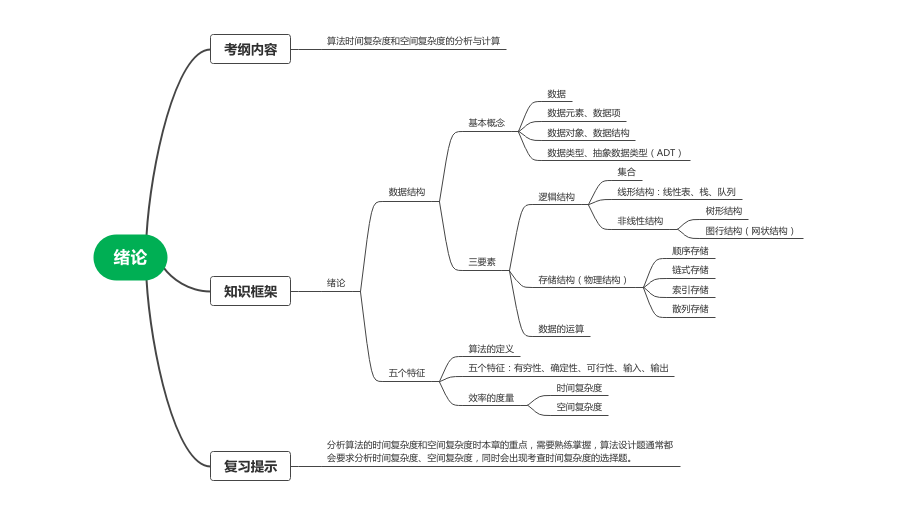 绪论
考纲内容
算法时间复杂度和空间复杂度的分析与计算
知识框架
绪论
数据结构
基本概念
数据
数据元素、数据项
数据对象、数据结构
数据类型、抽象数据类型（ADT）
三要素
逻辑结构
集合
线形结构：线性表、栈、队列
非线性结构
树形结构
图行结构（网状结构）
存储结构（物理结构）
顺序存储
链式存储
索引存储
散列存储
数据的运算
五个特征
算法的定义
五个特征：有穷性、确定性、可行性、输入、输出
效率的度量
时间复杂度
空间复杂度
复习提示
分析算法的时间复杂度和空间复杂度时本章的重点，需要熟练掌握，算法设计题通常都
会要求分析时间复杂度、空间复杂度，同时会出现考查时间复杂度的选择题。